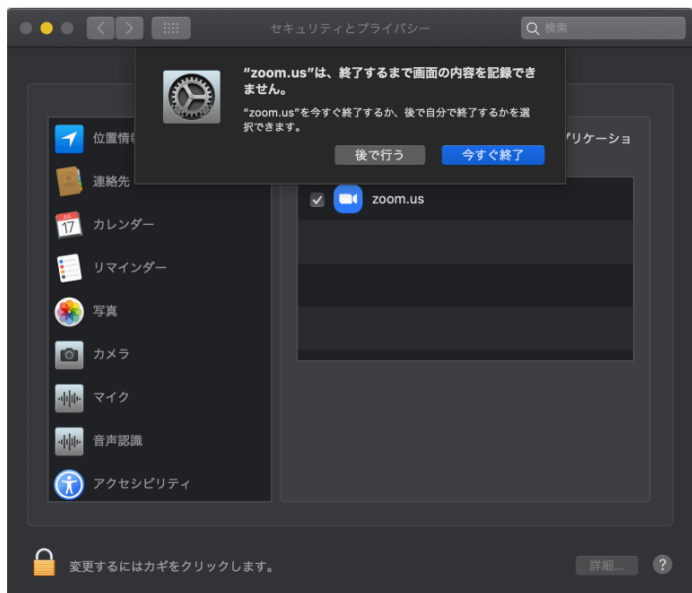 セキュリティとプライバシー
検索
“zoom.us”は、終了するまで画面の内容を記録でき
ません。
“zoom.us”を今すぐ終了するか、後で自分で終了するかを選
択できます。
後で行う
今すぐ終了
位置情
プリケーショ
連絡先
zoom.us
JUL
17
カレンダー
リマインダー
写真
カメラ
マイク
音声認識
アクセシビリティ
変更するにはカギをクリックします。
詳細...
?